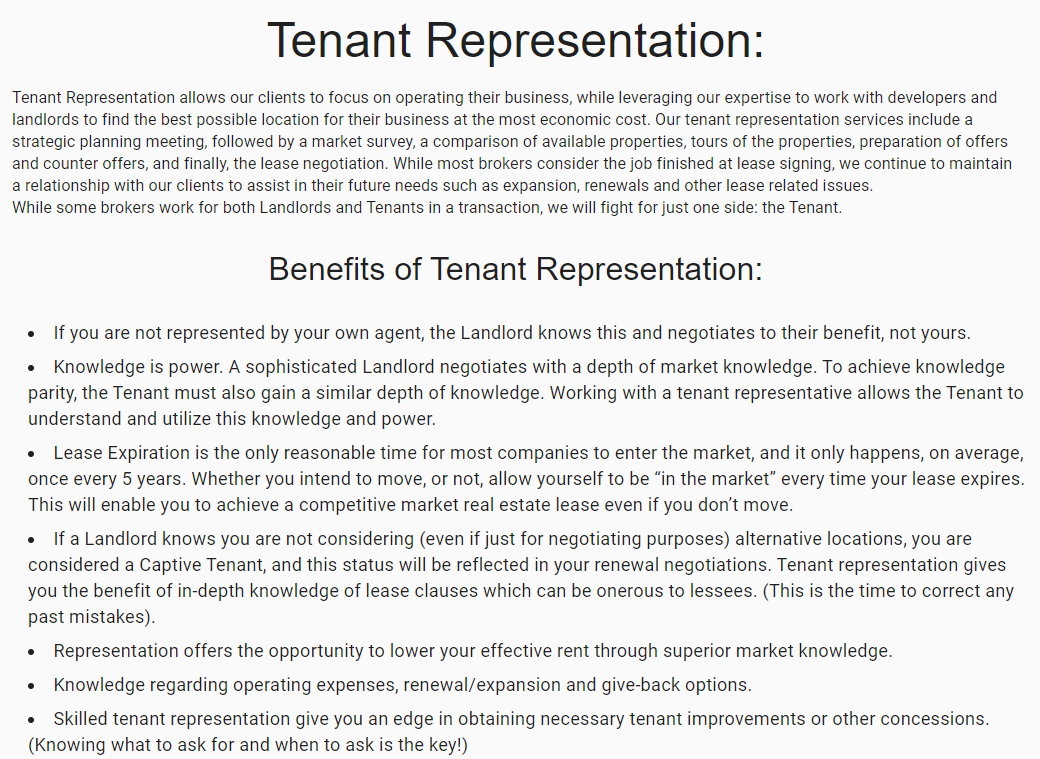 Tenant Representation:
Tenant Representation allows our clients to focus on operating their business, while leveraging our expertise to work with developers and
landlords to find the best possible location for their business at the most economic cost. Our tenant representation services include a
strategic planning meeting, followed by a market survey, a comparison of available properties, tours of the properties, preparation of offers
and counter offers, and finally, the lease negotiation. While most brokers consider the job finished at lease signing, we continue to maintain
a relationship with our clients to assist in their future needs such as expansion, renewals and other lease related issues.
While some brokers work for both Landlords and Tenants in a transaction, we will fight for just one side: the Tenant.
Benefits of Tenant Representation:
• If you are not represented by your own agent, the Landlord knows this and negotiates to their benefit, not yours.
• Knowledge is power. A sophisticated Landlord negotiates with a depth of market knowledge. To achieve knowledge
parity, the Tenant must also gain a similar depth of knowledge. Working with a tenant representative allows the Tenant to
understand and utilize this knowledge and power.
• Lease Expiration is the only reasonable time for most companies to enter the market, and it only happens, on average,
once every 5 years. Whether you intend to move, or not, allow yourself to be “in the market” every time your lease expires.
This will enable you to achieve a competitive market real estate lease even if you don’t move.
• If a Landlord knows you are not considering (even if just for negotiating purposes) alternative locations, you are
considered a Captive Tenant, and this status will be reflected in your renewal negotiations. Tenant representation gives
you the benefit of in-depth knowledge of lease clauses which can be onerous to lessees. (This is the time to correct any
past mistakes).
• Representation offers the opportunity to lower your effective rent through superior market knowledge.
• Knowledge regarding operating expenses, renewal/expansion and give-back options.
• Skilled tenant representation give you an edge in obtaining necessary tenant improvements or other concessions.
(Knowing what to ask for and when to ask is the key!)